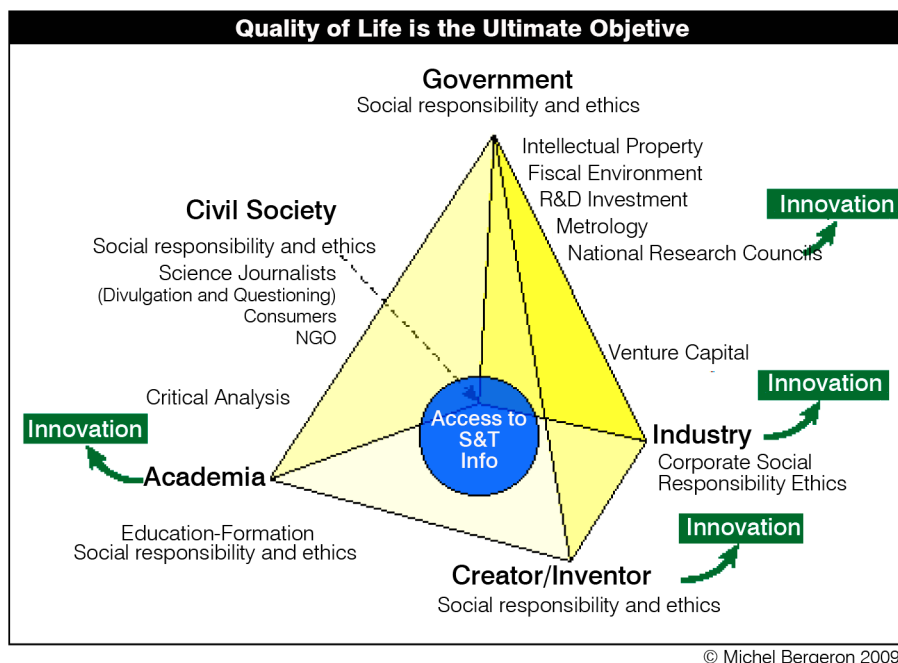 Quality of Life is the Ultimate Objetive
Government
Social responsibility and ethics
Intellectual Property
Fiscal Environment
R&D Investment
Metrology
National Research Councils
Innovation
Civil Society
Social responsibility and ethics
Science Journalists
(Divulgation and Questioning)
Consumers
NGO
Venture Capital
Critical Analysis
Innovation
Innovation
Access to
S&T
Info
Industry
Corporate Social
Responsibility Ethics
Academia
Education-Formation
Social responsibility and ethics
Innovation
Creator/Inventor
Social responsibility and ethics
© Michel Bergeron 2009